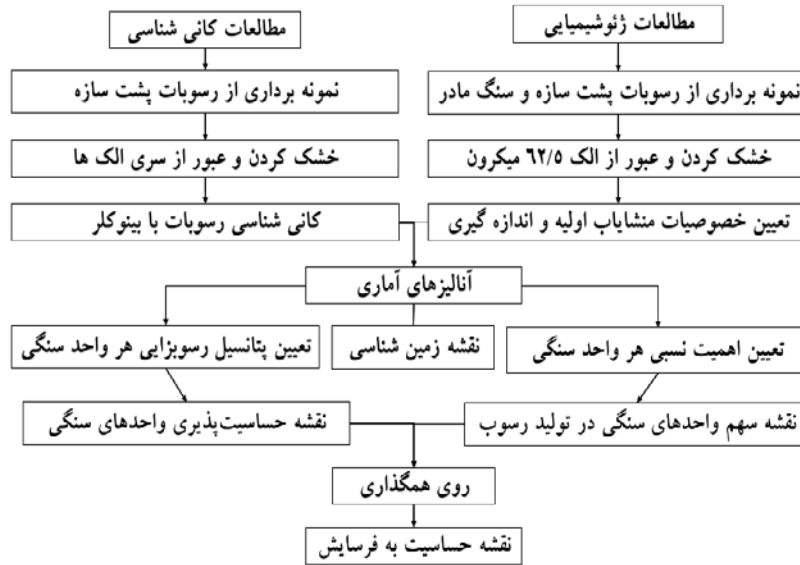 مطالعات ژئوشیمیایی
مطالعات کانی شناسی
نمونه برداری از رسوبات پشت سازه و سنگ مادر
نمونه برداری از رسوبات پشت سازه
خشک کردن و عبور از الک ٦٢/٥ میکرون
خشک کردن و عبور از سری الک ها
تعیین خصوصیات منشایاب اولیه و اندازه گیری
کانی شناسی رسوبات با بینوکلر
آنالیزهای آماری
تعیین اهمیت نسبی هر واحد سنگی
نقشه زمین شناسی
تعیین پتانسیل رسوبزایی هر واحد سنگی
نقشه سهم واحدهای سنگی در تولید رسوب
نقشه حساسیت‌پذیری واحدهای سنگی
روی همگذاری
نقشه حساسیت به فرسایش